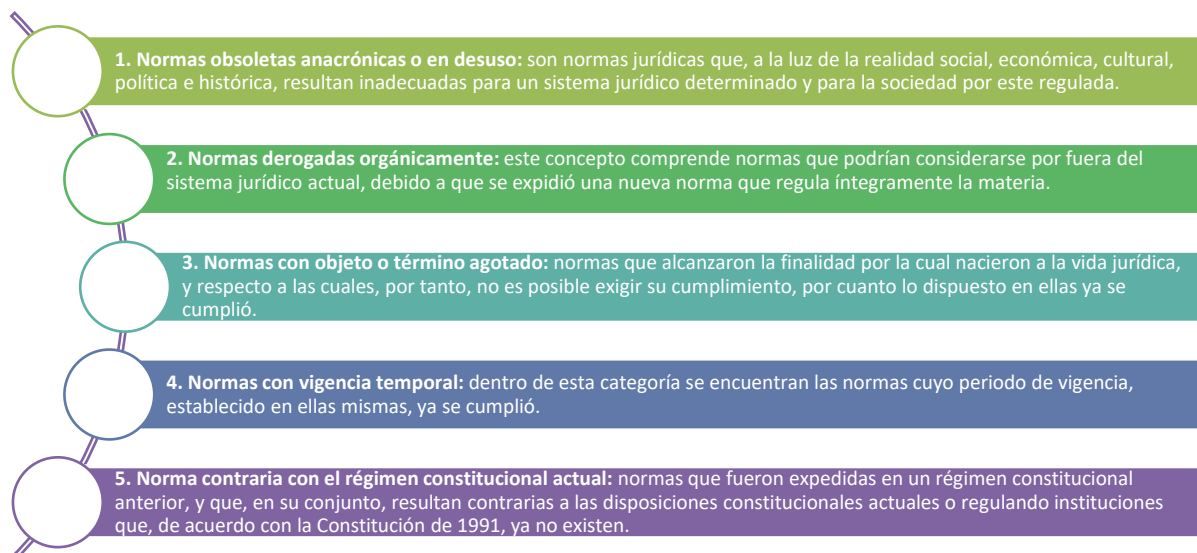 1. Normas obsoletas anacrónicas o en desuso: son normas jurídicas que, a la luz de la realidad social, económica, cultural,
política e histórica, resultan inadecuadas para un sistema jurídico determinado y para la sociedad por este regulada.
2. Normas derogadas orgánicamente: este concepto comprende normas que podrían considerarse por fuera del
sistema jurídico actual, debido a que se expidió una nueva norma que regula íntegramente la materia.
3. Normas con objeto o término agotado: normas que alcanzaron la finalidad por la cual nacieron a la vida jurídica,
y respecto a las cuales, por tanto, no es posible exigir su cumplimiento, por cuanto lo dispuesto en ellas ya se
cumplió.
4. Normas con vigencia temporal: dentro de esta categoría se encuentran las normas cuyo periodo de vigencia,
establecido en ellas mismas, ya se cumplió.
5. Norma contraria con el régimen constitucional actual: normas que fueron expedidas en un régimen constitucional
anterior, y que, en su conjunto, resultan contrarias a las disposiciones constitucionales actuales o regulando instituciones
que, de acuerdo con la Constitución de 1991, ya no existen.